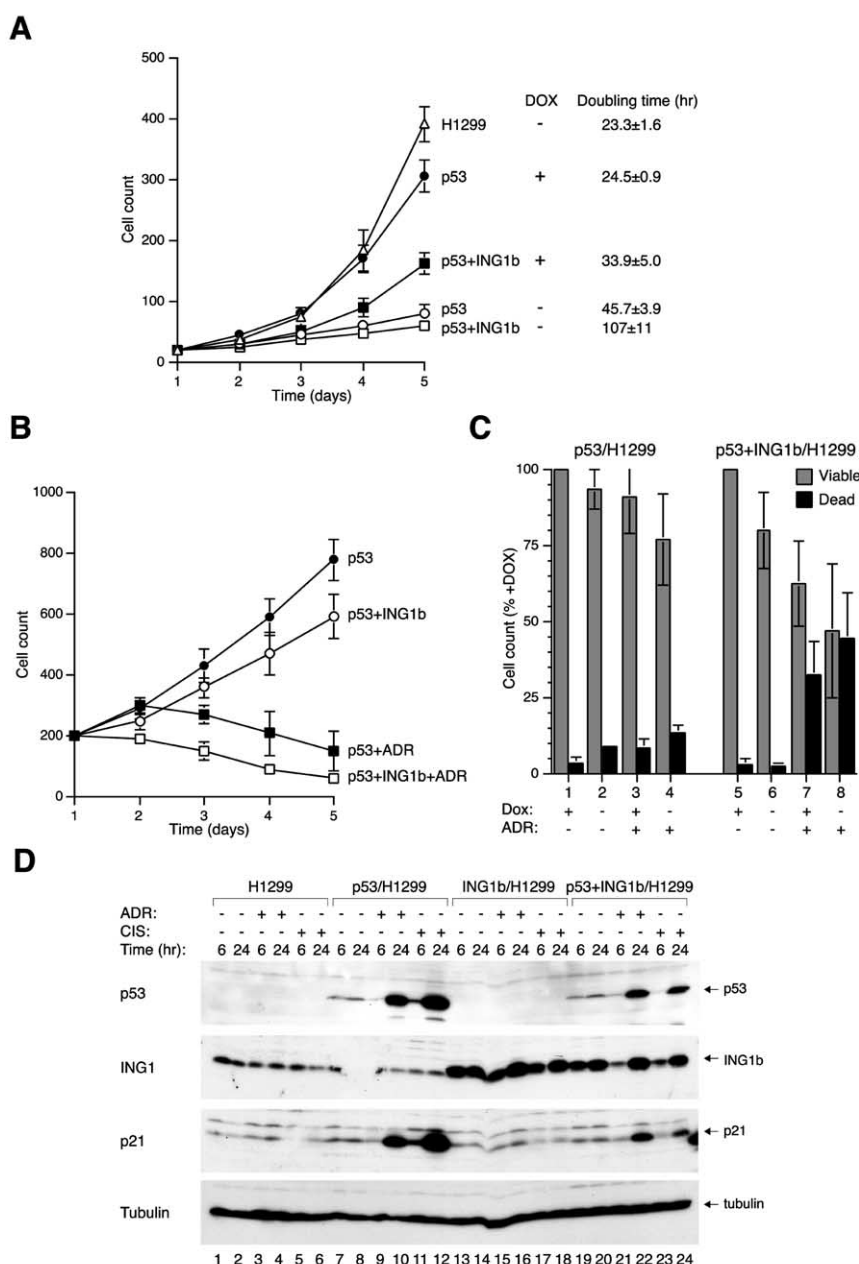 A
500
400
300
200
100
0
Cell count
1 2 3 4 5
Time (days)
DOX Doubling time (hr)
H1299 - 23.3±1.6
p53 + 24.5±0.9
p53+ING1b + 33.9±5.0
p53 - 45.7±3.9
p53+ING1b - 107±11
B
1000
800
600
400
200
0
Cell count
1 2 3 4 5
Time (days)
p53
p53+ING1b
p53+ADR
p53+ING1b+ADR
C
p53/H1299 p53+ING1b/H1299
Viable
Dead
100
75
50
25
0
Cell count (% +DOX)
1 2 3 4 5 6 7 8
Dox: + - + - + - + -
ADR: - - + + - - + +
D
H1299 p53/H1299 ING1b/H1299 p53+ING1b/H1299
ADR: - - + + - - - - + + - - - - + + - - - - + + - -
CIS: - - - - + + - - - - + + - - - - + + - - - - + +
Time (hr): 6 24 6 24 6 24 6 24 6 24 6 24 6 24 6 24 6 24 6 24 6 24 6 24
p53 ← p53
ING1 ← ING1b
p21 ← p21
Tubulin ← tubulin
1 2 3 4 5 6 7 8 9 10 11 12 13 14 15 16 17 18 19 20 21 22 23 24